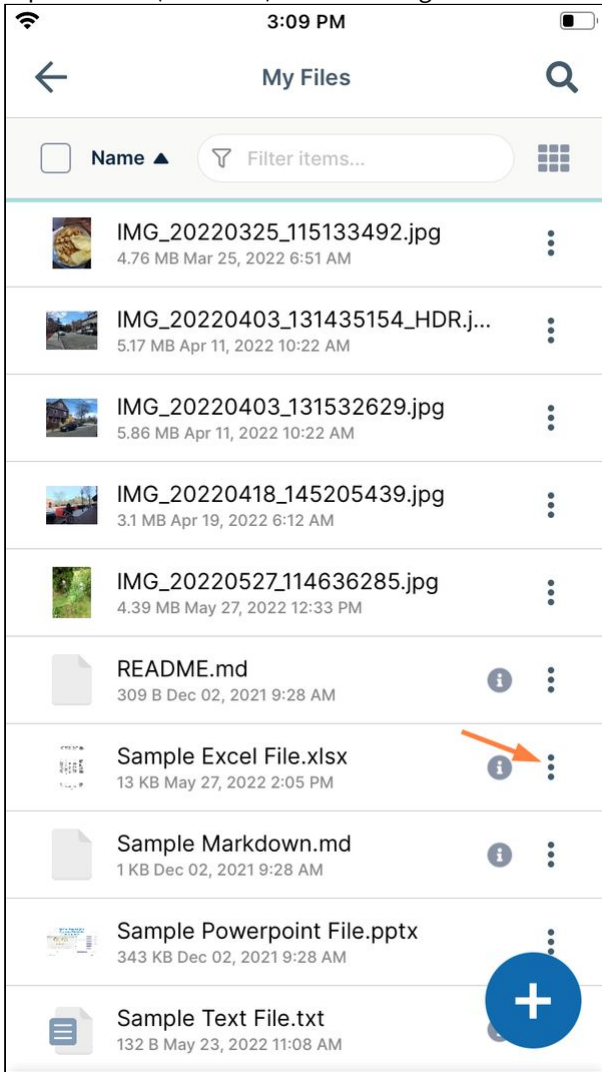 3:09 PM
My Files
Name ▲
Filter items...
IMG_20220325_115133492.jpg
4.76 MB Mar 25, 2022 6:51 AM
IMG_20220403_131435154_HDR.j...
5.17 MB Apr 11, 2022 10:22 AM
IMG_20220403_131532629.jpg
5.86 MB Apr 11, 2022 10:22 AM
IMG_20220418_145205439.jpg
3.1 MB Apr 19, 2022 6:12 AM
IMG_20220527_114636285.jpg
4.39 MB May 27, 2022 12:33 PM
README.md
309 B Dec 02, 2021 9:28 AM
Sample Excel File.xlsx
13 KB May 27, 2022 2:05 PM
Sample Markdown.md
1 KB Dec 02, 2021 9:28 AM
Sample Powerpoint File.pptx
343 KB Dec 02, 2021 9:28 AM
Sample Text File.txt
132 B May 23, 2022 11:08 AM